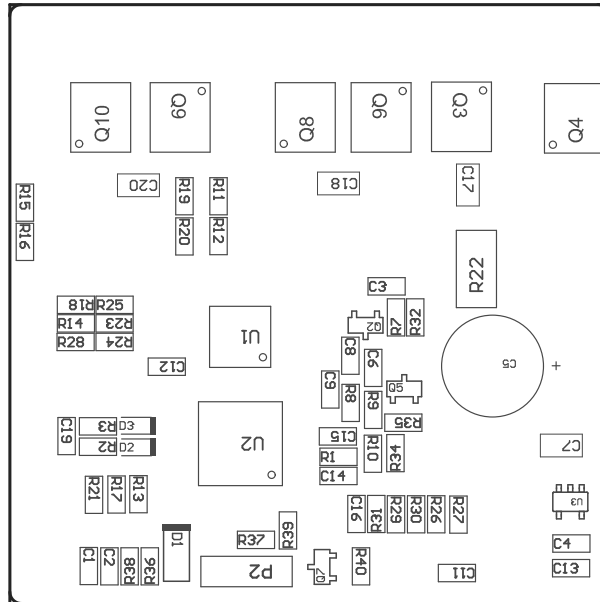 Q10
Q9
Q8
Q6
Q3
Q4
C20
R19
R11
C18
C17
R15
R16
R20
R12
R22
R18
R25
C3
R14
R23
U1
Q2
R7
R32
R28
R24
C12
C8
C6
C5
+
C9
R8
Q5
R9
C19
R3
D3
R2
D2
U2
C15
R35
R1
R10
R34
C14
C7
R21
R17
R13
C16
R31
R29
R30
R26
R27
U3
D1
R37
R39
C4
C1
C2
R38
R36
P2
Q7
R40
C11
C13